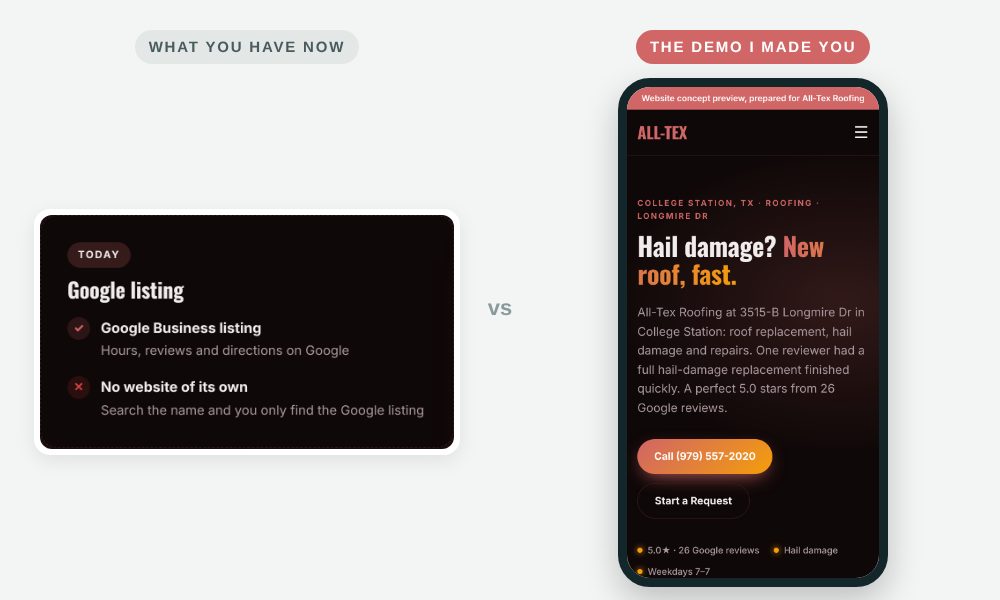 WHAT YOU HAVE NOW
THE DEMO I MADE YOU
TODAY
Google listing
Google Business listing
Hours, reviews and directions on Google
No website of its own
Search the name and you only find the Google listing
vs
Website concept preview, prepared for All-Tex Roofing
ALL-TEX
COLLEGE STATION, TX · ROOFING ·
LONGMIRE DR
Hail damage? New
roof, fast.
All-Tex Roofing at 3515-B Longmire Dr in
College Station: roof replacement, hail
damage and repairs. One reviewer had a
full hail-damage replacement finished
quickly. A perfect 5.0 stars from 26
Google reviews.
Call (979) 557-2020
Start a Request
5.0★ · 26 Google reviews
Hail damage
Weekdays 7–7